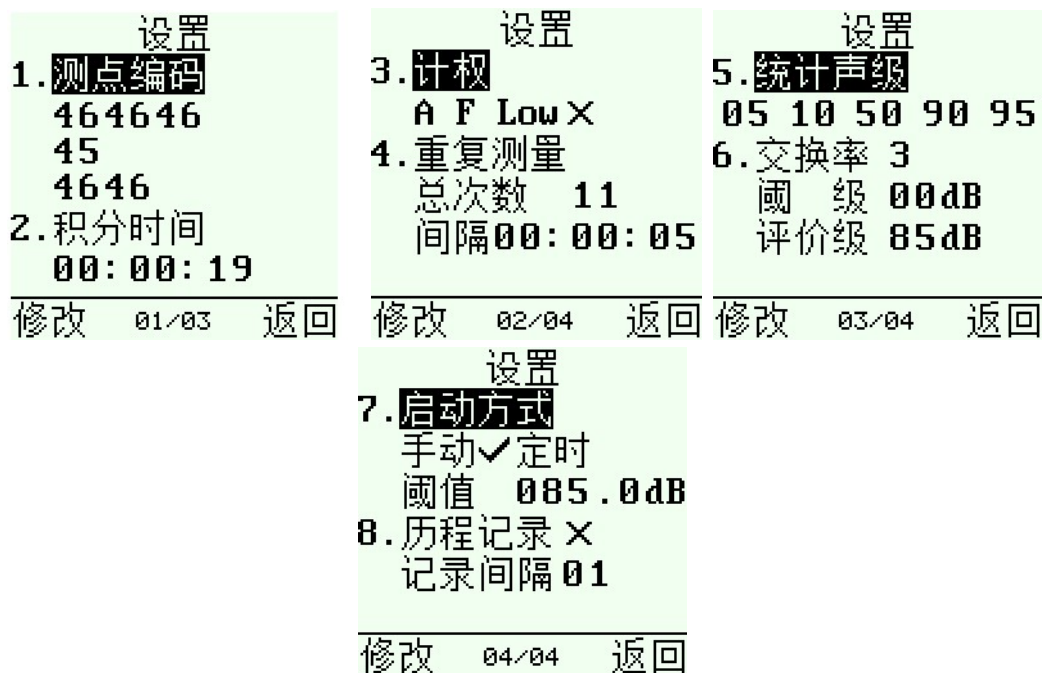 设置
1.测点编码
464646
45
4646
2.积分时间
00:00:19
修改 01/03 返回
设置
3.计权
A F Low×
4.重复测量
总次数 11
间隔00:00:05
修改 02/04 返回
设置
5.统计声级
05 10 50 90 95
6.交换率 3
阈 级 00dB
评价级 85dB
修改 03/04 返回
设置
7.启动方式
手动✓定时
阈值 085.0dB
8.历程记录×
记录间隔01
修改 04/04 返回